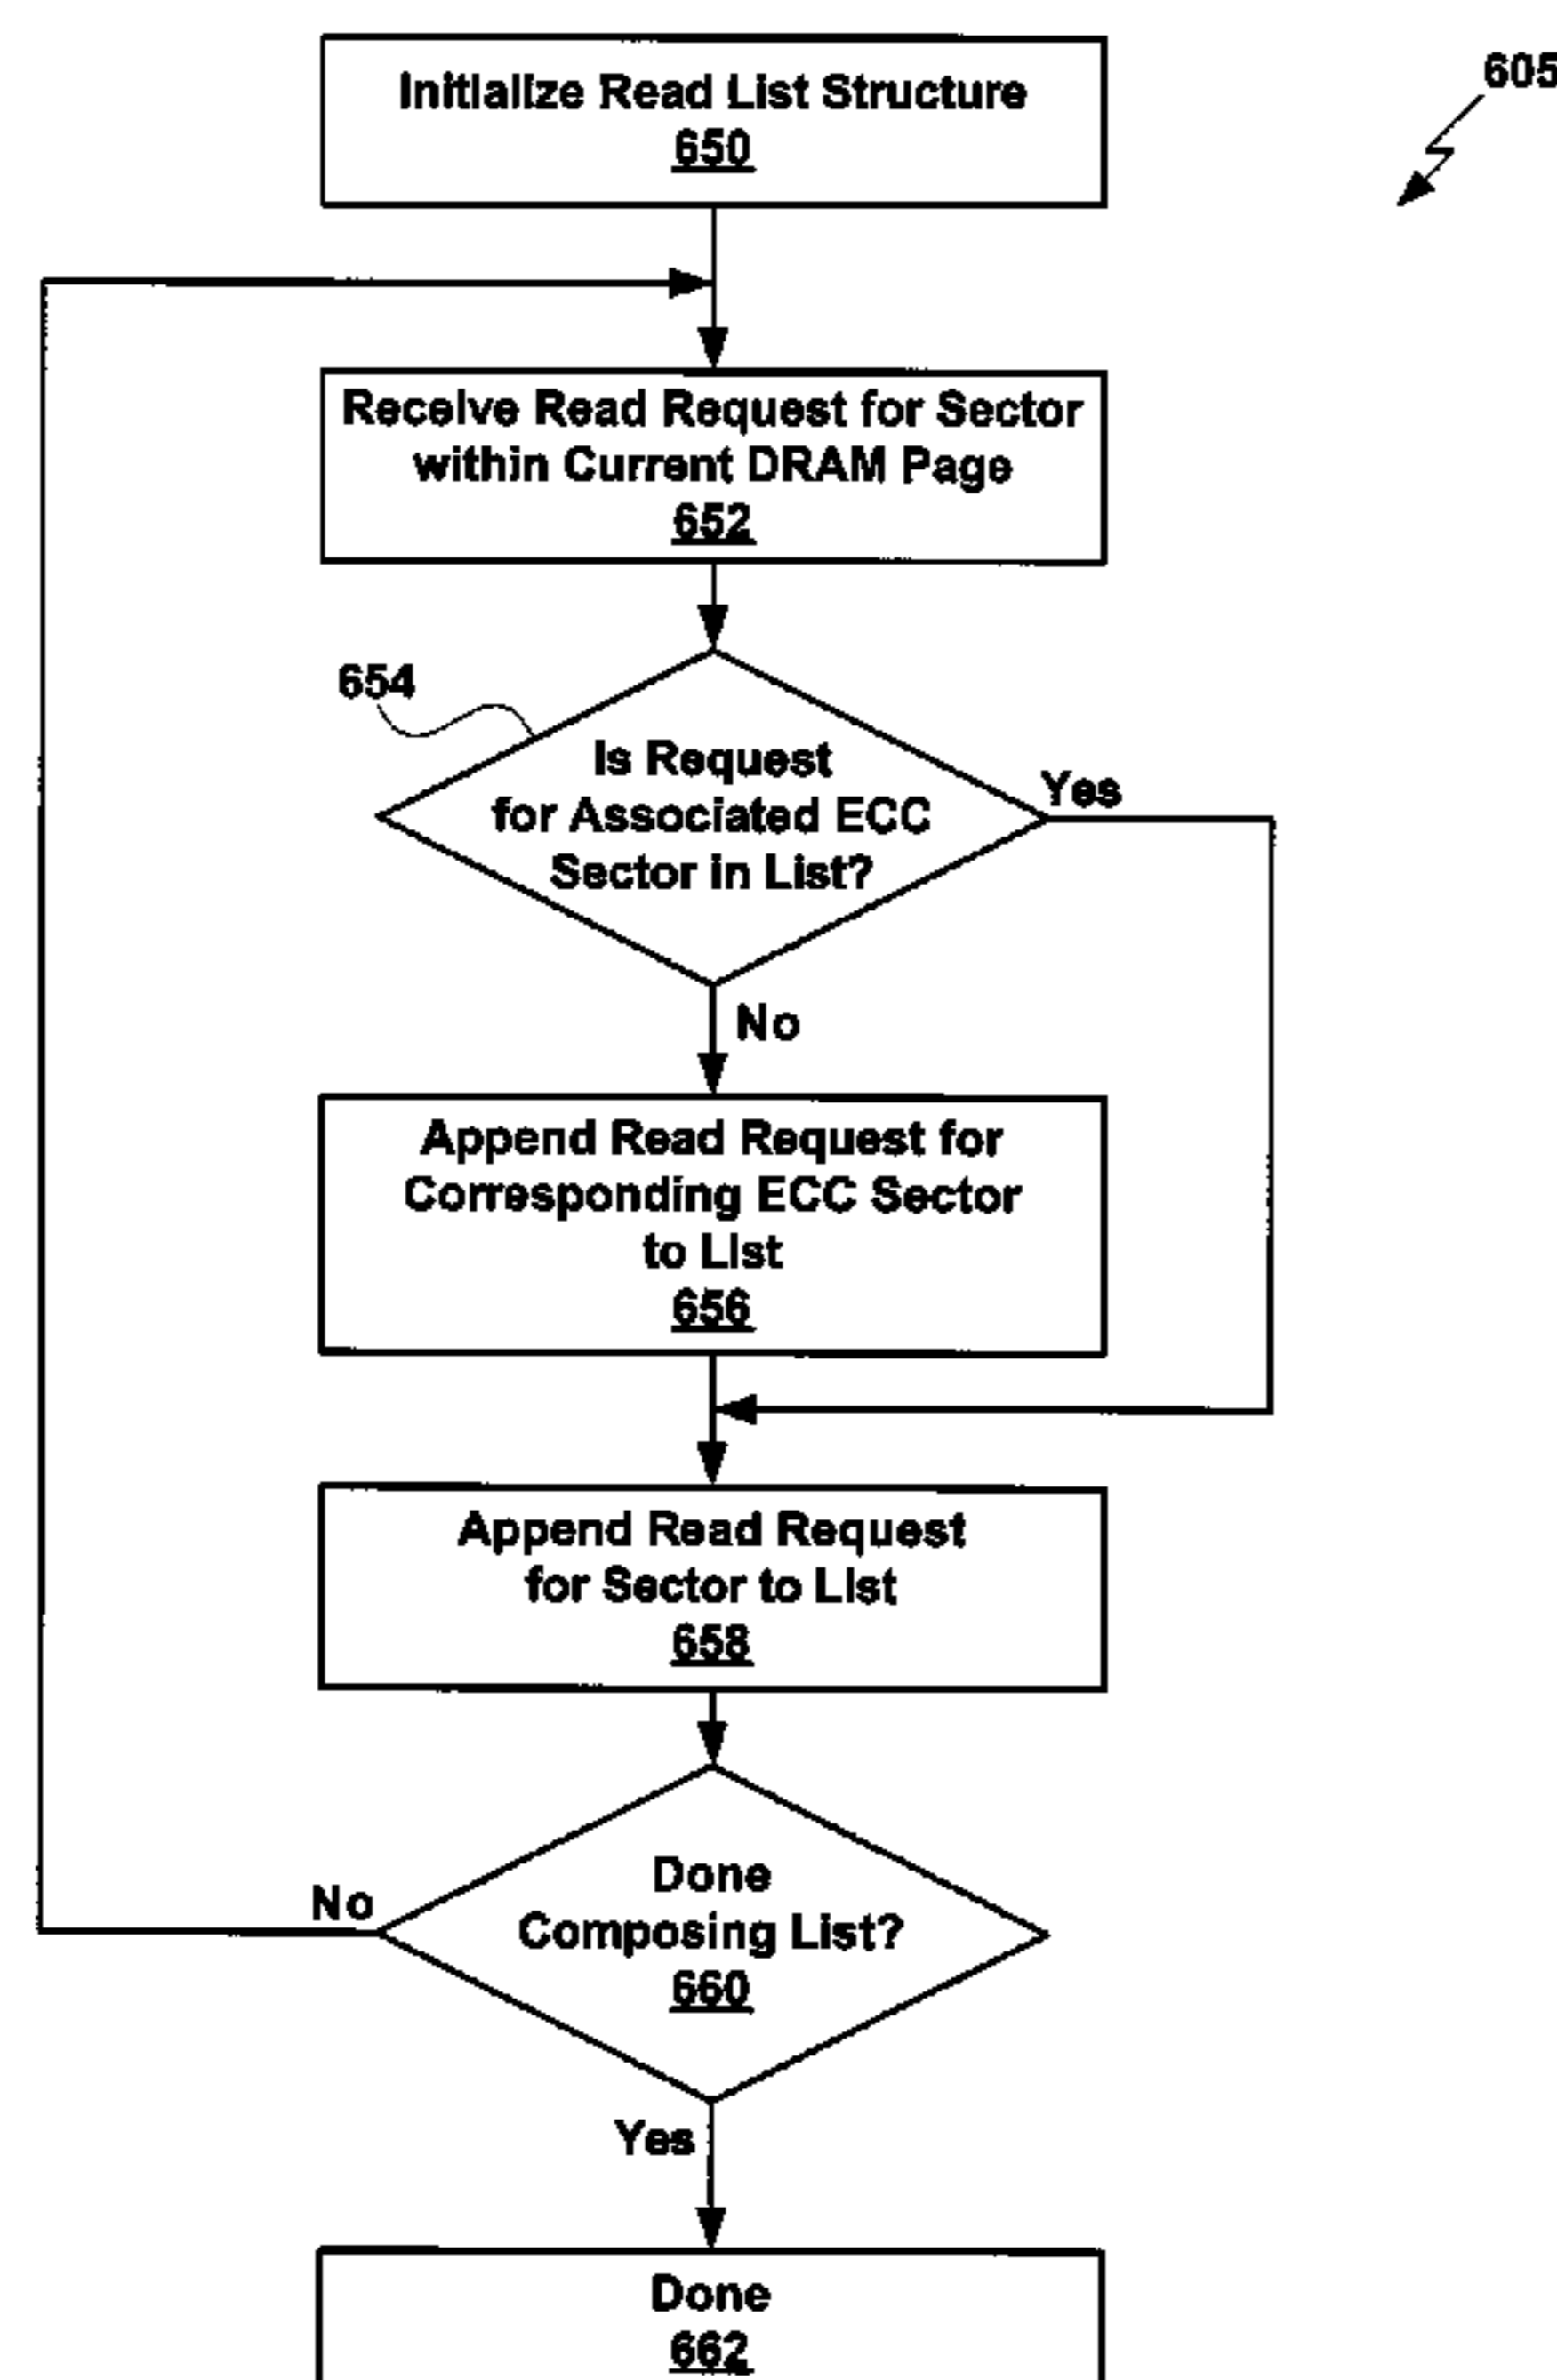 605
Initialize Read List Structure
650
Receive Read Request for Sector
within Current DRAM Page
652
654
Is Request
for Associated ECC
Sector in List?
Yes
No
Append Read Request for
Corresponding ECC Sector
to List
656
Append Read Request
for Sector to List
658
Done
Composing List?
660
No
Yes
Done
662